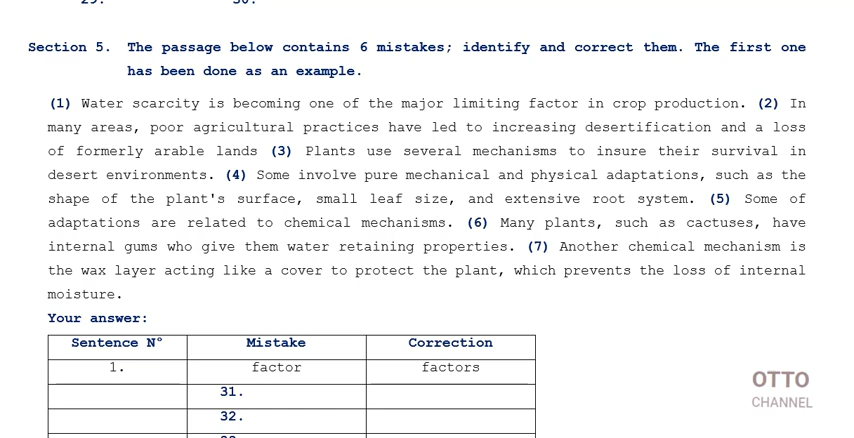 29. 30.
Section 5. The passage below contains 6 mistakes; identify and correct them. The first one
has been done as an example.
(1) Water scarcity is becoming one of the major limiting factor in crop production. (2) In
many areas, poor agricultural practices have led to increasing desertification and a loss
of formerly arable lands (3) Plants use several mechanisms to insure their survival in
desert environments. (4) Some involve pure mechanical and physical adaptations, such as the
shape of the plant's surface, small leaf size, and extensive root system. (5) Some of
adaptations are related to chemical mechanisms. (6) Many plants, such as cactuses, have
internal gums who give them water retaining properties. (7) Another chemical mechanism is
the wax layer acting like a cover to protect the plant, which prevents the loss of internal
moisture.
Your answer:
Sentence N° Mistake Correction
1. factor factors
31.
32.
OTTO
CHANNEL